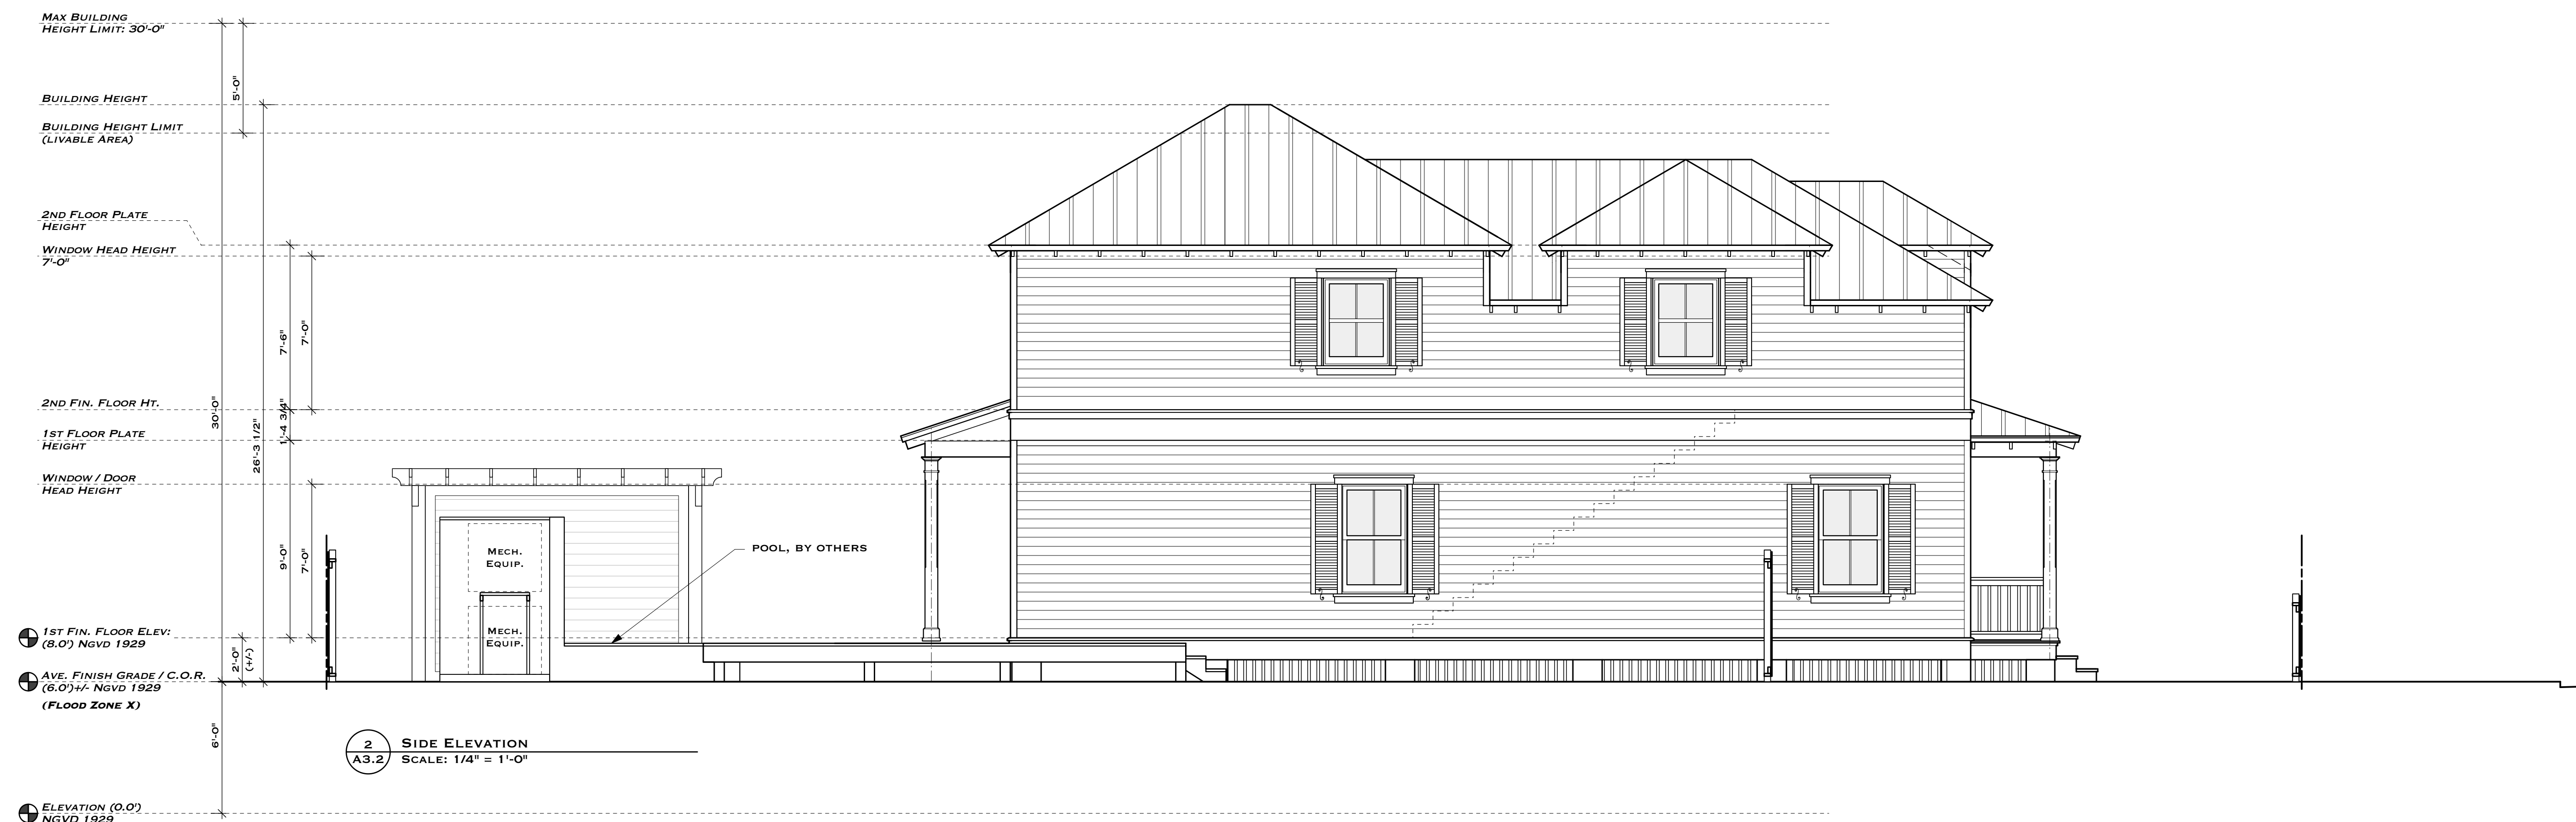 Max Building
Height Limit: 30'-0"
5'-0"
Building Height
Building Height Limit
(Livable Area)
2nd Floor Plate
Height
Window Head Height
7'-0"
7'-6"
7'-0"
2nd Fin. Floor Ht.
30'-0"
26'-3 1/2"
1'-4 3/4"
1st Floor Plate
Height
Window / Door
Head Height
9'-0"
7'-0"
Mech.
Equip.
Pool, by others
1st Fin. Floor Elev:
(8.0') Ngvd 1929
Mech.
Equip.
2'-0"
(+/-)
Ave. Finish Grade / C.O.R.
(6.0')+/- Ngvd 1929
(Flood Zone X)
6'-0"
2
A3.2
Side Elevation
Scale: 1/4" = 1'-0"
Elevation (0.0')
NGVD 1929